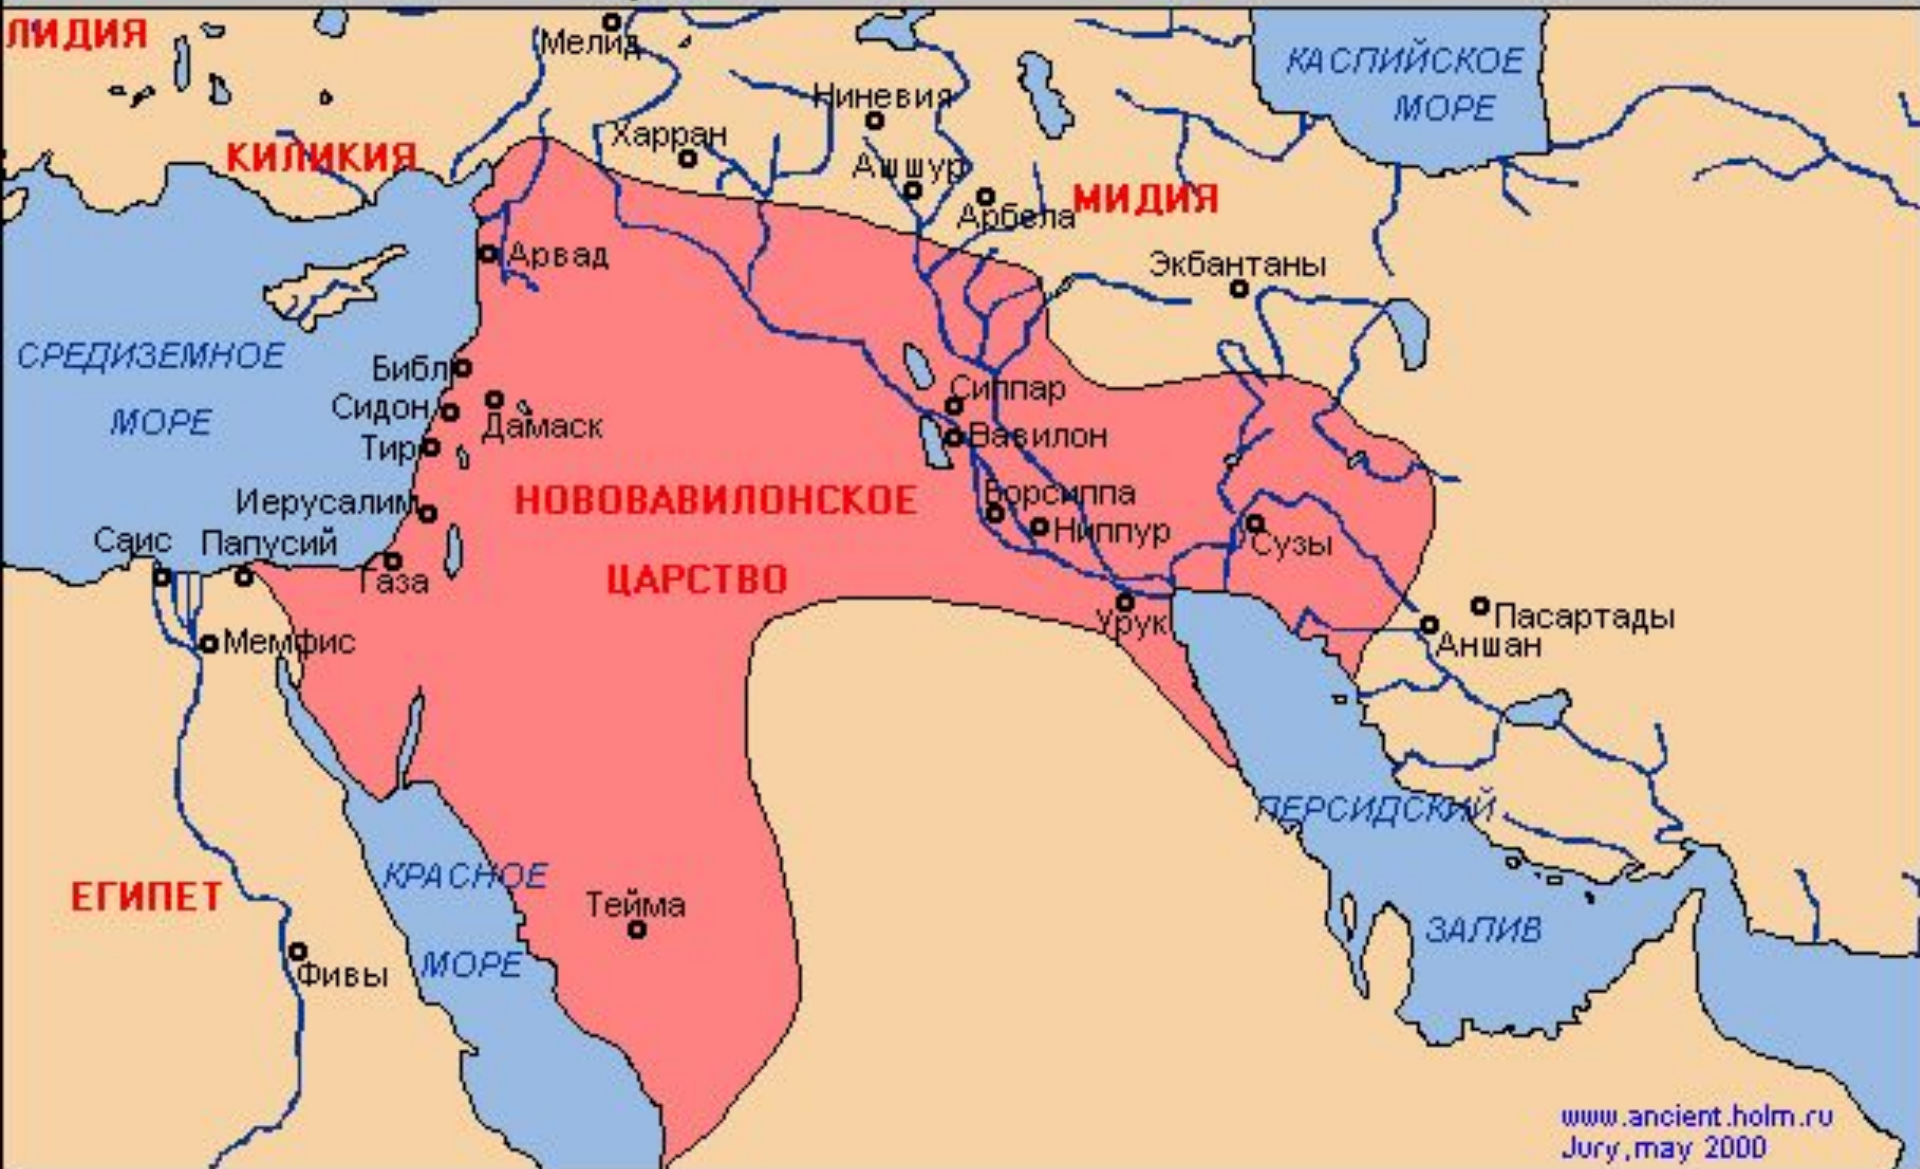 ЛИДИЯ
Мелид
КАСПИЙСКОЕ
МОРЕ
Ниневия
Харран
КИЛИКИЯ
Ашшур
МИДИЯ
Арбела
Арвад
Экбантаны
СРЕДИЗЕМНОЕ
МОРЕ
Библ
Сидон
Дамаск
Тир
Сиппар
Вавилон
Иерусалим
НОВОВАВИЛОНСКОЕ
ЦАРСТВО
Борсиппа
Ниппур
Сузы
Саис
Папусий
Газа
Урук
Пасартады
Аншан
Мемфис
ПЕРСИДСКИЙ
ЗАЛИВ
ЕГИПЕТ
КРАСНОЕ
МОРЕ
Тейма
Фивы
www.ancient.holm.ru
Jury,may 2000